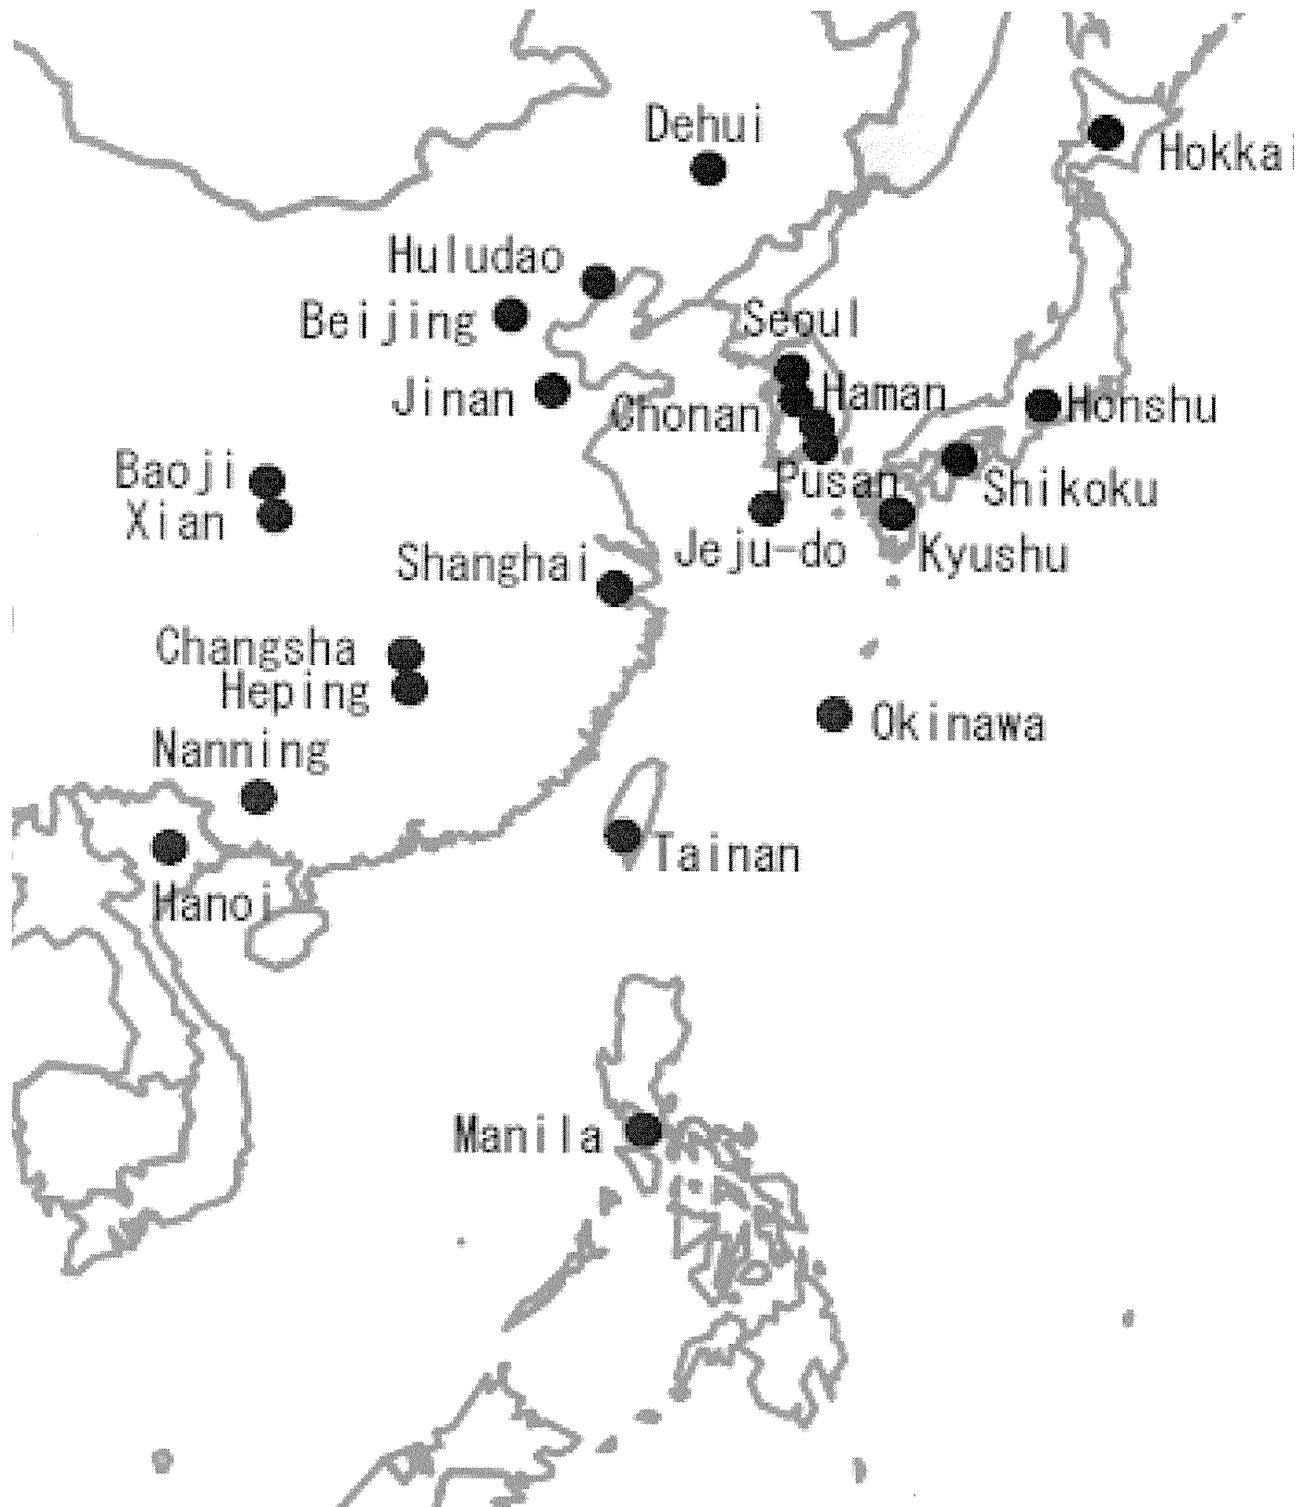 Dehui
Hokkai
Huludao
Beijing
Seoul
Jinan
Chonan
Haman
Honshu
Baoji
Pusan
Shikoku
Xian
Shanghai
Jeju-do
Kyushu
Changsha
Heping
Okinawa
Nanning
Tainan
Hanoi
Manila